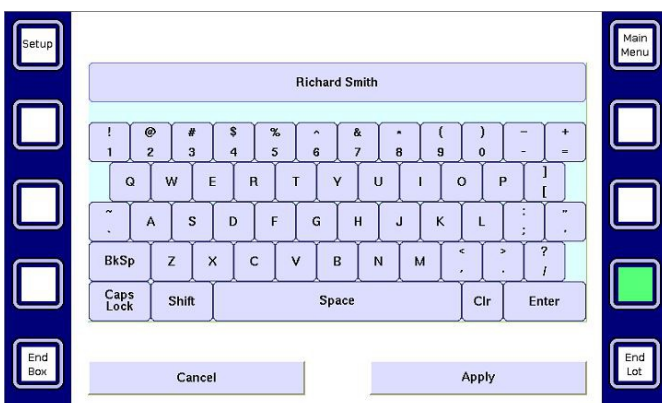 Setup
Main
Menu
Richard Smith
! @ # $ % ^ & * ( ) _ +
1 2 3 4 5 6 7 8 9 0 - =
Q W E R T Y U I O P ] [
~ A S D F G H J K L : ;
BkSp Z X C V B N M < , > . ? /
Caps
Lock
Shift Space Clr Enter
End
Box
Cancel Apply
End
Lot